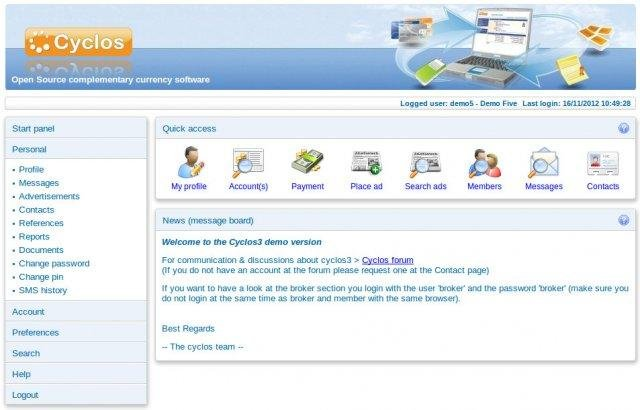 Cyclos
Open Source complementary currency software
Logged user: demo5 - Demo Five Last login: 16/11/2012 10:49:28
Start panel
Personal
• Profile
• Messages
• Advertisements
• Contacts
• References
• Reports
• Documents
• Change password
• Change pin
• SMS history
Account
Preferences
Search
Help
Logout
Quick access
My profile Account(s) Payment Place ad Search ads Members Messages Contacts
News (message board)
Welcome to the Cyclos3 demo version
For communication & discussions about cyclos3 > Cyclos forum
(If you do not have an account at the forum please request one at the Contact page)
If you want to have a look at the broker section you login with the user 'broker' and the password 'broker' (make sure you
do not login at the same time as broker and member with the same browser).
Best Regards
-- The cyclos team --